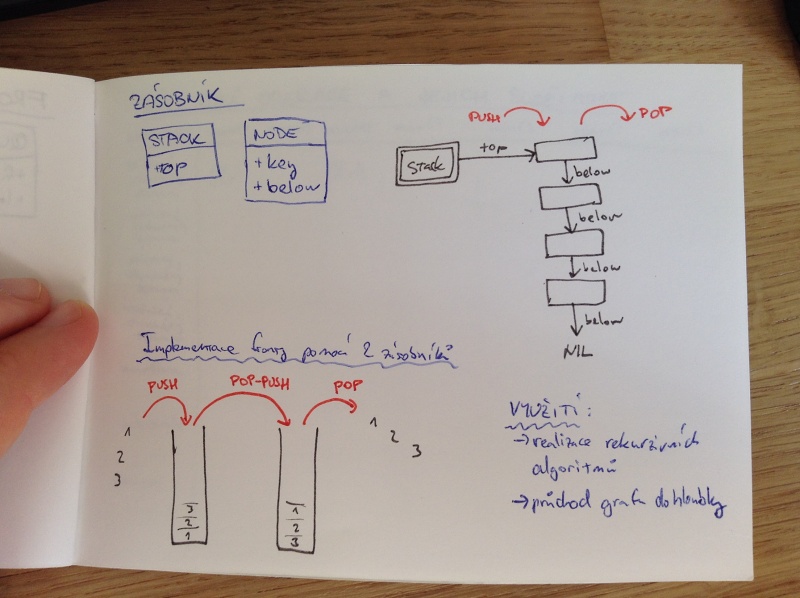 ZÁSOBNÍK
STACK
+top
NODE
+key
+below
PUSH
POP
Stack
top
below
below
below
below
NIL
Implementace fronty pomocí 2 zásobníků
PUSH
POP-PUSH
POP
1
2
3
3
2
1
1
2
3
1
2
3
VYUŽITÍ:
→realizace rekurzivních
algoritmů
→průchod grafu do hloubky